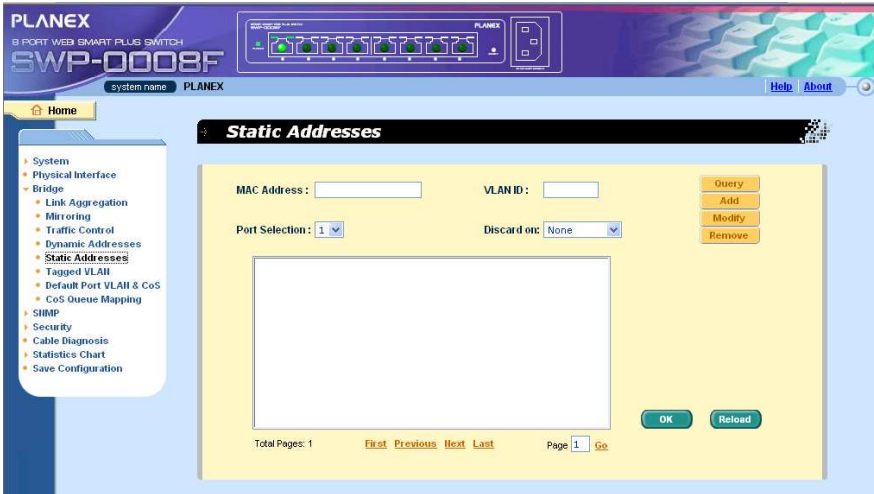 PLANEX
8 PORT WEB SMART PLUS SWITCH
SWP-0008F
PLANEX
system name PLANEX
Help About
Home
Static Addresses
System
Physical Interface
Bridge
Link Aggregation
Mirroring
Traffic Control
Dynamic Addresses
Static Addresses
Tagged VLAN
Default Port VLAN & CoS
CoS Queue Mapping
SNMP
Security
Cable Diagnosis
Statistics Chart
Save Configuration
MAC Address :
VLAN ID :
Port Selection : 1
Discard on: None
Query
Add
Modify
Remove
OK Reload
Total Pages: 1 First Previous Next Last Page 1 Go